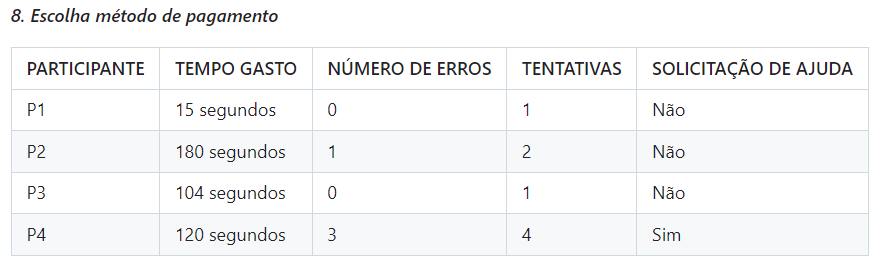 8. Escolha método de pagamento
PARTICIPANTE TEMPO GASTO NÚMERO DE ERROS TENTATIVAS SOLICITAÇÃO DE AJUDA
P1 15 segundos 0 1 Não
P2 180 segundos 1 2 Não
P3 104 segundos 0 1 Não
P4 120 segundos 3 4 Sim